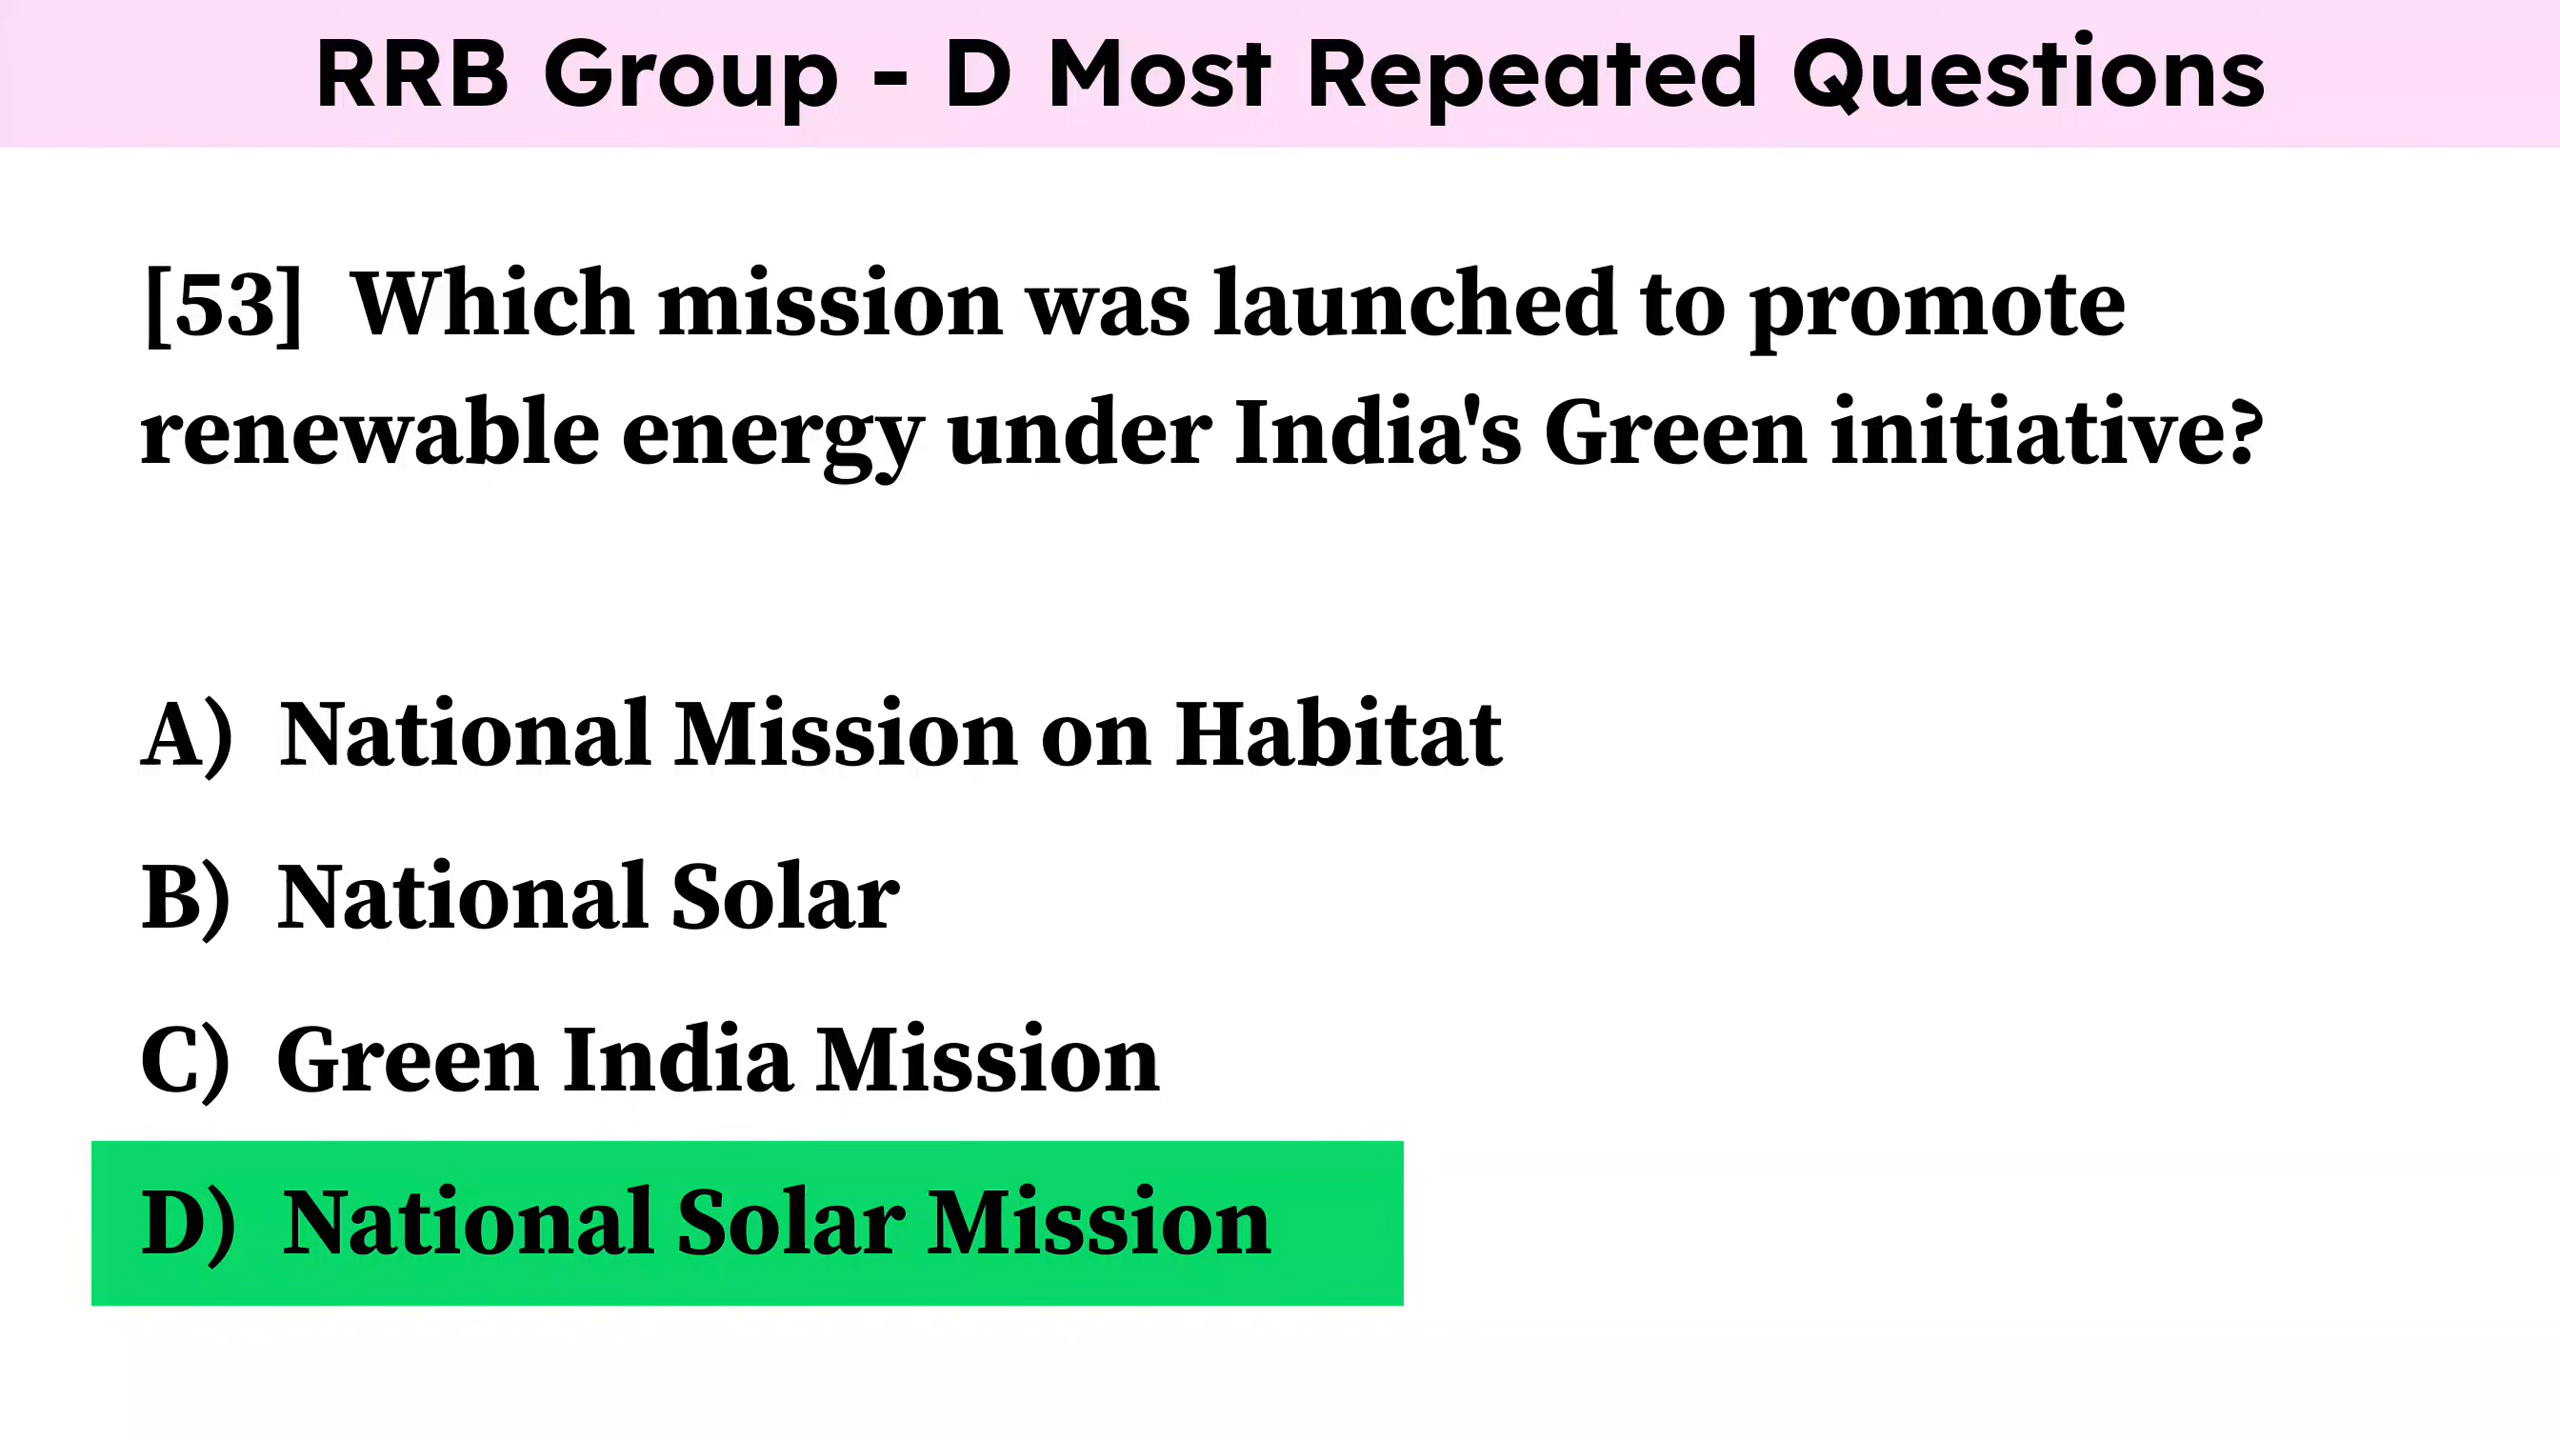 RRB Group - D Most Repeated Questions
[53] Which mission was launched to promote
renewable energy under India's Green initiative?
A) National Mission on Habitat
B) National Solar
C) Green India Mission
D) National Solar Mission